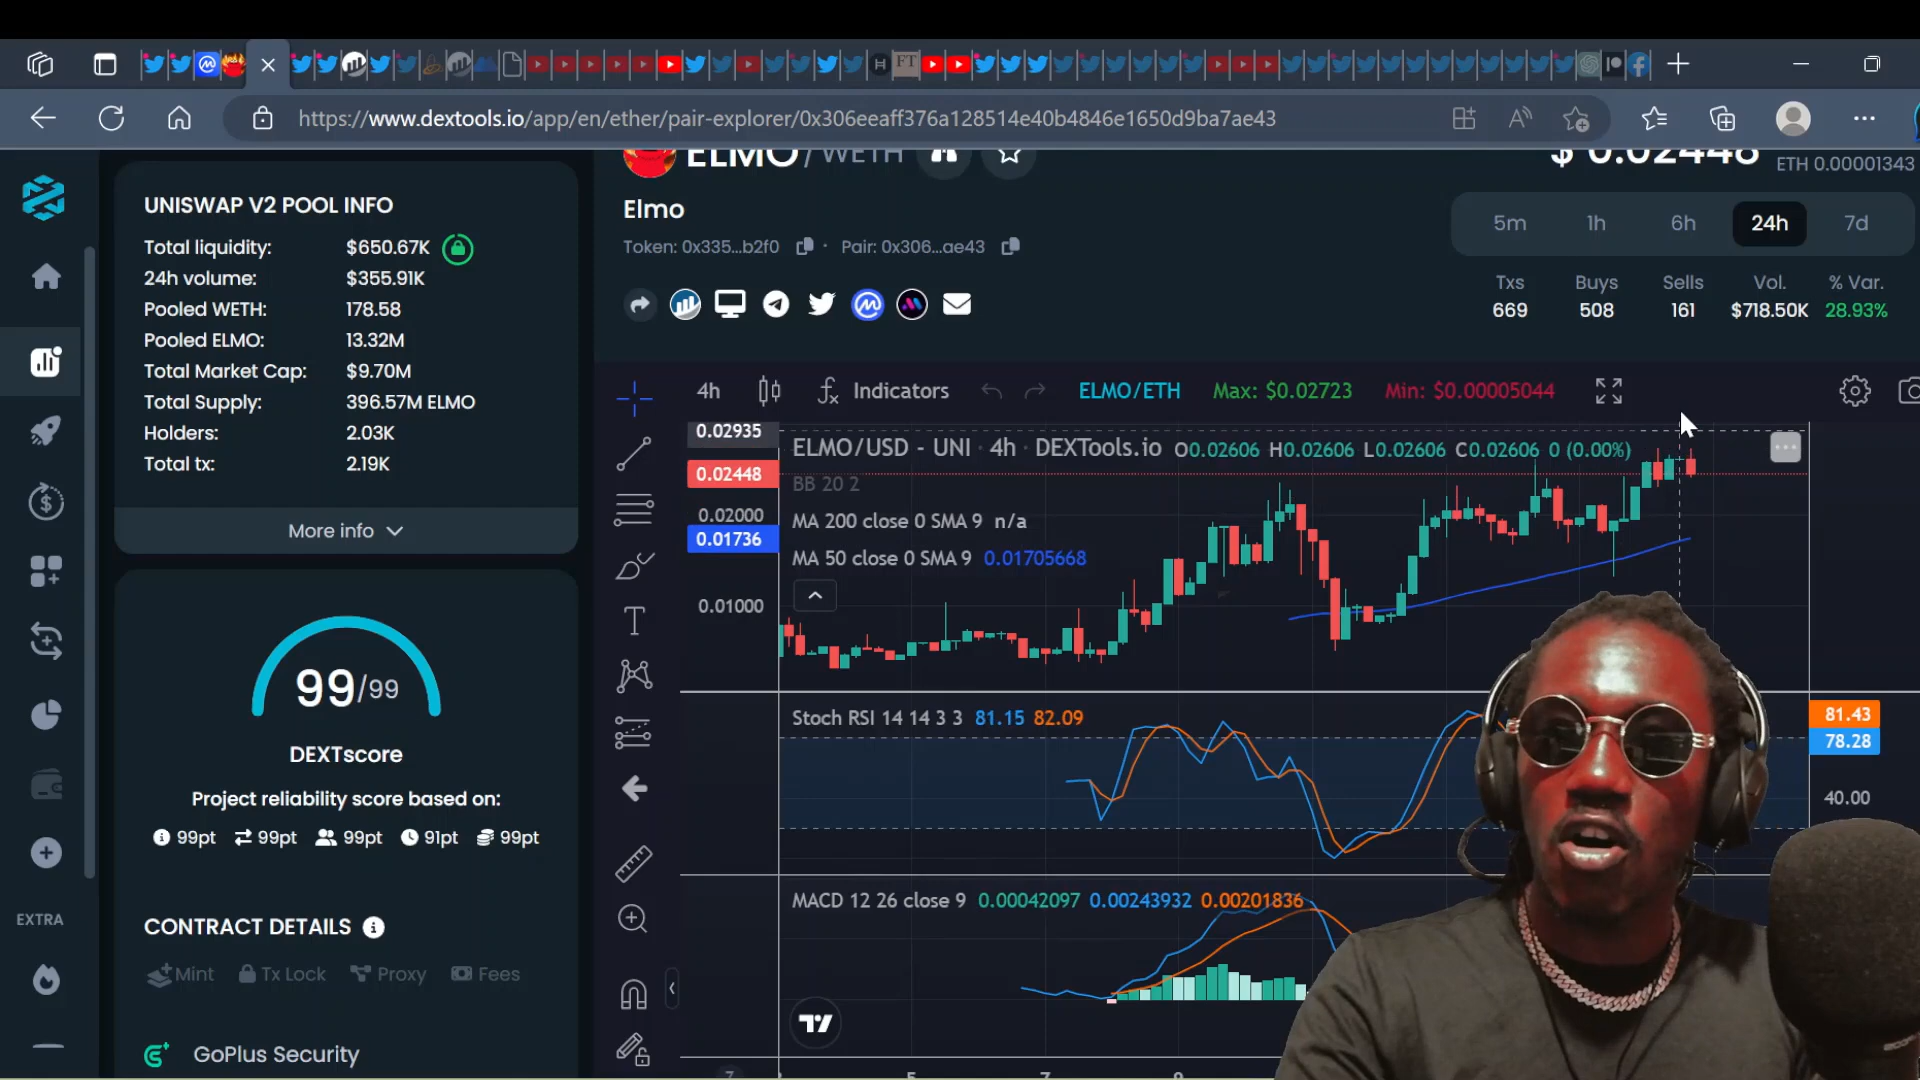 https://www.dextools.io/app/en/ether/pair-explorer/0x306eeaff376a128514e40b4846e1650d9ba7ae43
UNISWAP V2 POOL INFO
Total liquidity: $650.67K
24h volume: $355.91K
Pooled WETH: 178.58
Pooled ELMO: 13.32M
Total Market Cap: $9.70M
Total Supply: 396.57M ELMO
Holders: 2.03K
Total tx: 2.19K
More info
99/99
DEXTscore
Project reliability score based on:
99pt 99pt 99pt 91pt 99pt
CONTRACT DETAILS
Mint Tx Lock Proxy Fees
GoPlus Security
EXTRA
ELMO/WETH
$ 0.02448 ETH 0.00001343
Elmo
Token: 0x335...b2f0 · Pair: 0x306...ae43
5m 1h 6h 24h 7d
Txs Buys Sells Vol. % Var.
669 508 161 $718.50K 28.93%
4h Indicators ELMO/ETH Max: $0.02723 Min: $0.00005044
0.02935
0.02448
0.02000
0.01736
0.01000
ELMO/USD - UNI · 4h · DEXTools.io O0.02606 H0.02606 L0.02606 C0.02606 0 (0.00%)
BB 20 2
MA 200 close 0 SMA 9 n/a
MA 50 close 0 SMA 9 0.01705668
Stoch RSI 14 14 3 3 81.15 82.09
81.43
78.28
40.00
MACD 12 26 close 9 0.00042097 0.00243932 0.00201836